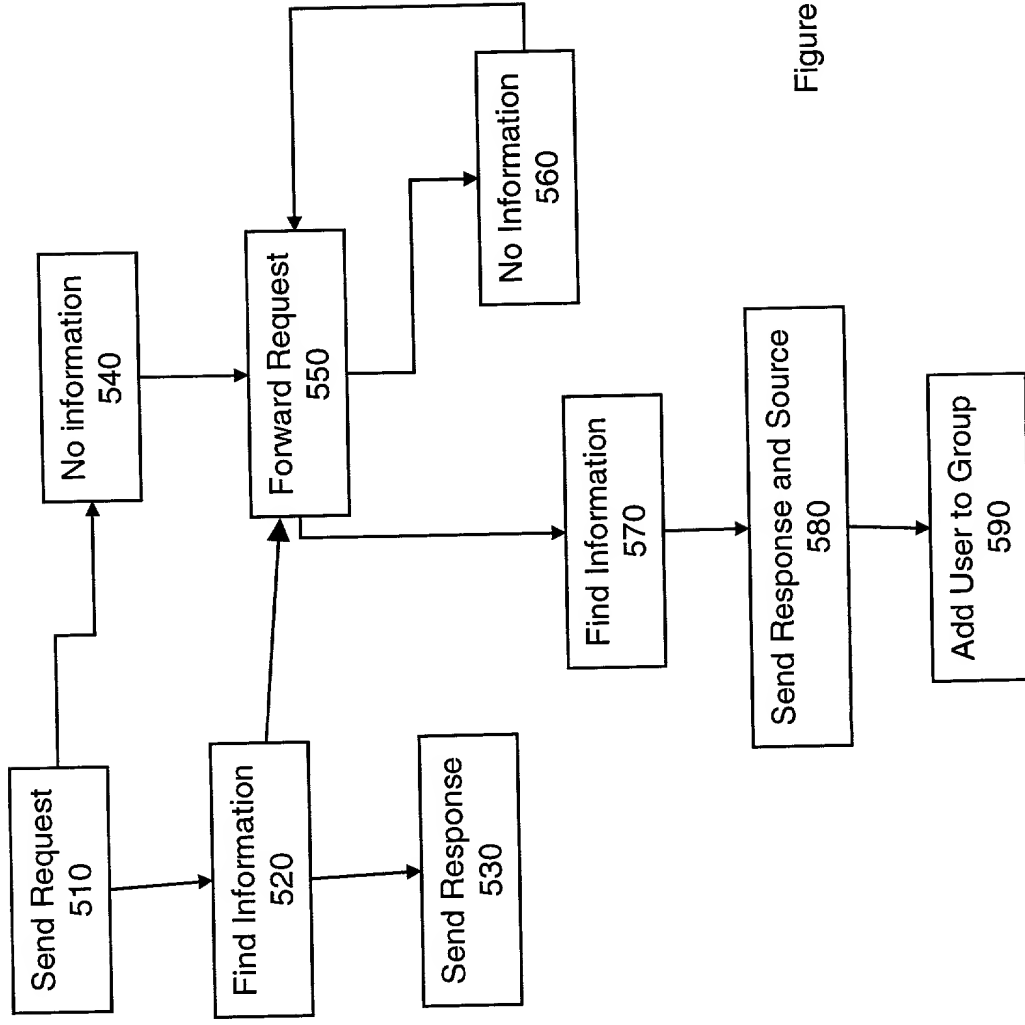 Send Request
510
Find Information
520
Send Response
530
No information
540
Forward Request
550
No Information
560
Find Information
570
Send Response and Source
580
Add User to Group
590
Figure